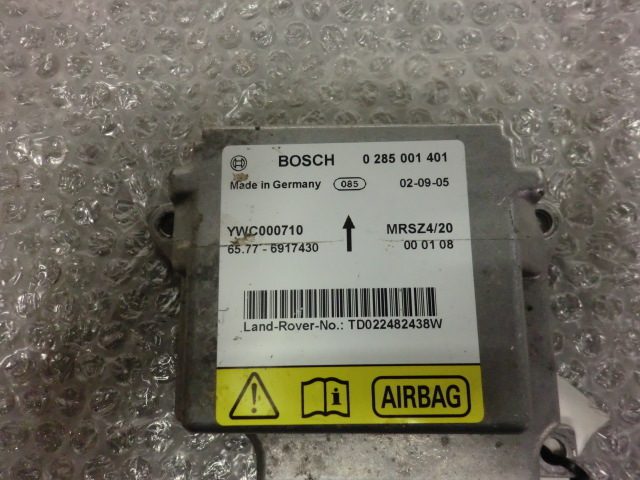 BOSCH 0 285 001 401
Made in Germany 085 02-09-05
YWC000710 MRSZ4/20
65.77 - 6917430 00 01 08
Land-Rover-No.: TD022482438W
! i AIRBAG